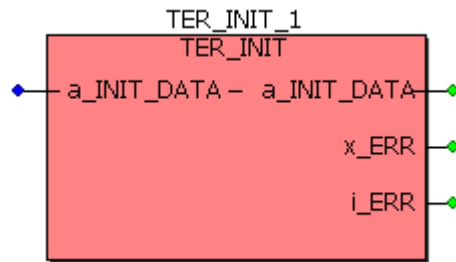 TER_INIT_1
TER_INIT
a_INIT_DATA – a_INIT_DATA
x_ERR
i_ERR